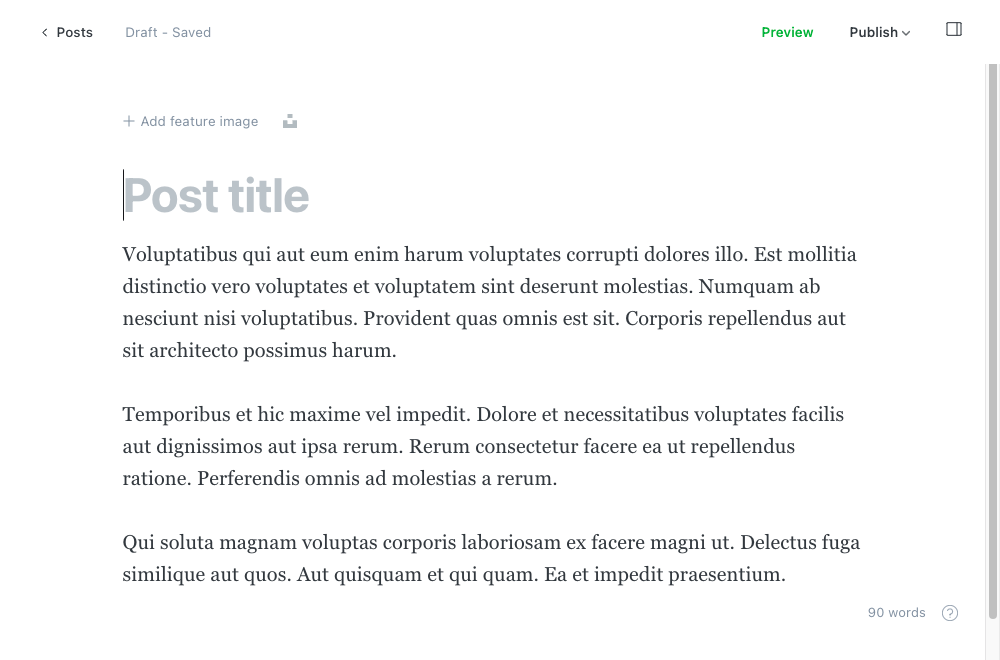 Posts
Draft - Saved
Preview
Publish
Add feature image
Post title
Voluptatibus qui aut eum enim harum voluptates corrupti dolores illo. Est mollitia
distinctio vero voluptates et voluptatem sint deserunt molestias. Numquam ab
nesciunt nisi voluptatibus. Provident quas omnis est sit. Corporis repellendus aut
sit architecto possimus harum.
Temporibus et hic maxime vel impedit. Dolore et necessitatibus voluptates facilis
aut dignissimos aut ipsa rerum. Rerum consectetur facere ea ut repellendus
ratione. Perferendis omnis ad molestias a rerum.
Qui soluta magnam voluptas corporis laboriosam ex facere magni ut. Delectus fuga
similique aut quos. Aut quisquam et qui quam. Ea et impedit praesentium.
90 words
?